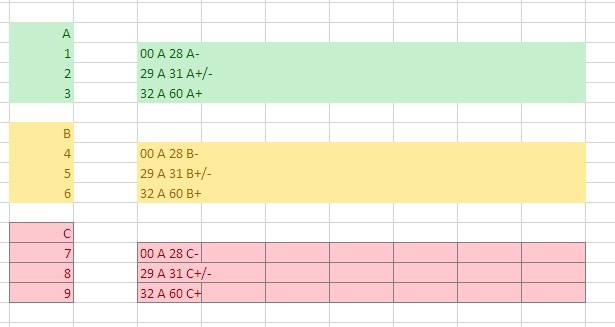 A
1 00 A 28 A-
2 29 A 31 A+/-
3 32 A 60 A+
B
4 00 A 28 B-
5 29 A 31 B+/-
6 32 A 60 B+
C
7 00 A 28 C-
8 29 A 31 C+/-
9 32 A 60 C+